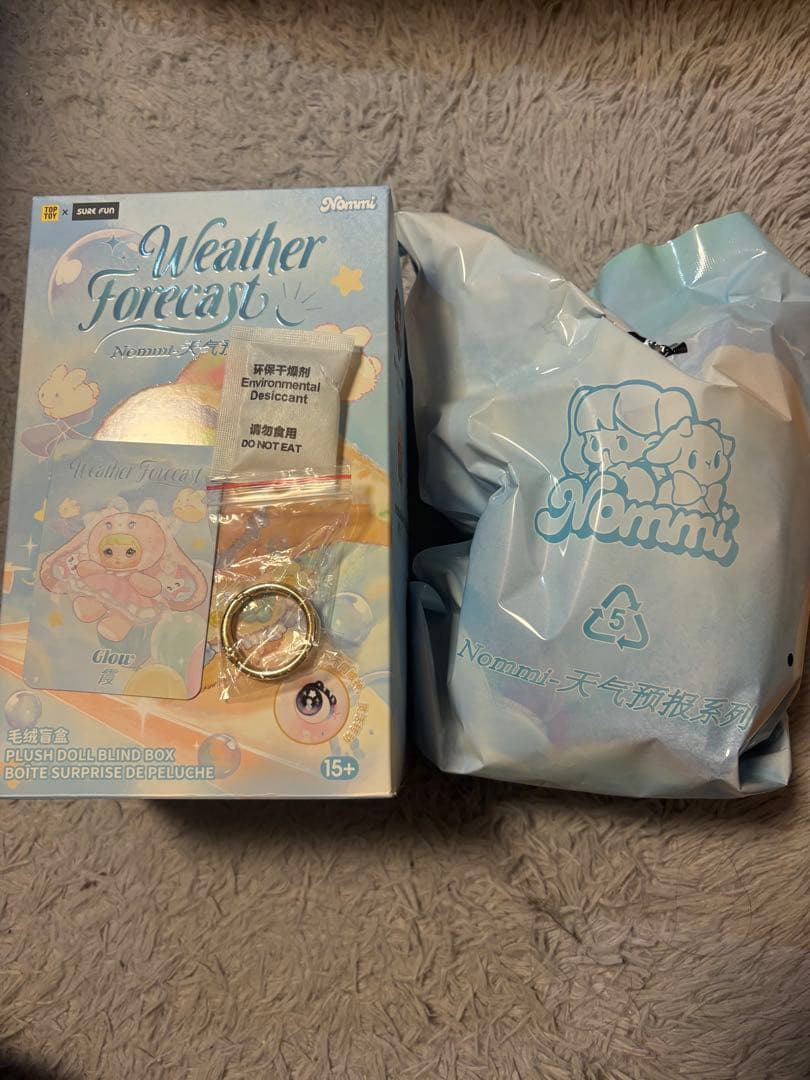 TOP
TOY
×
SURE FUN
Nommi
Weather
Forecast
Nommi-天气
环保干燥剂
Environmental
Desiccant
请勿食用
DO NOT EAT
Weather Forecast
Glow
霞
毛绒盲盒
PLUSH DOLL BLIND BOX
BOÎTE SURPRISE DE PELUCHE
15+
Nommi
5
Nommi-天气预报系列